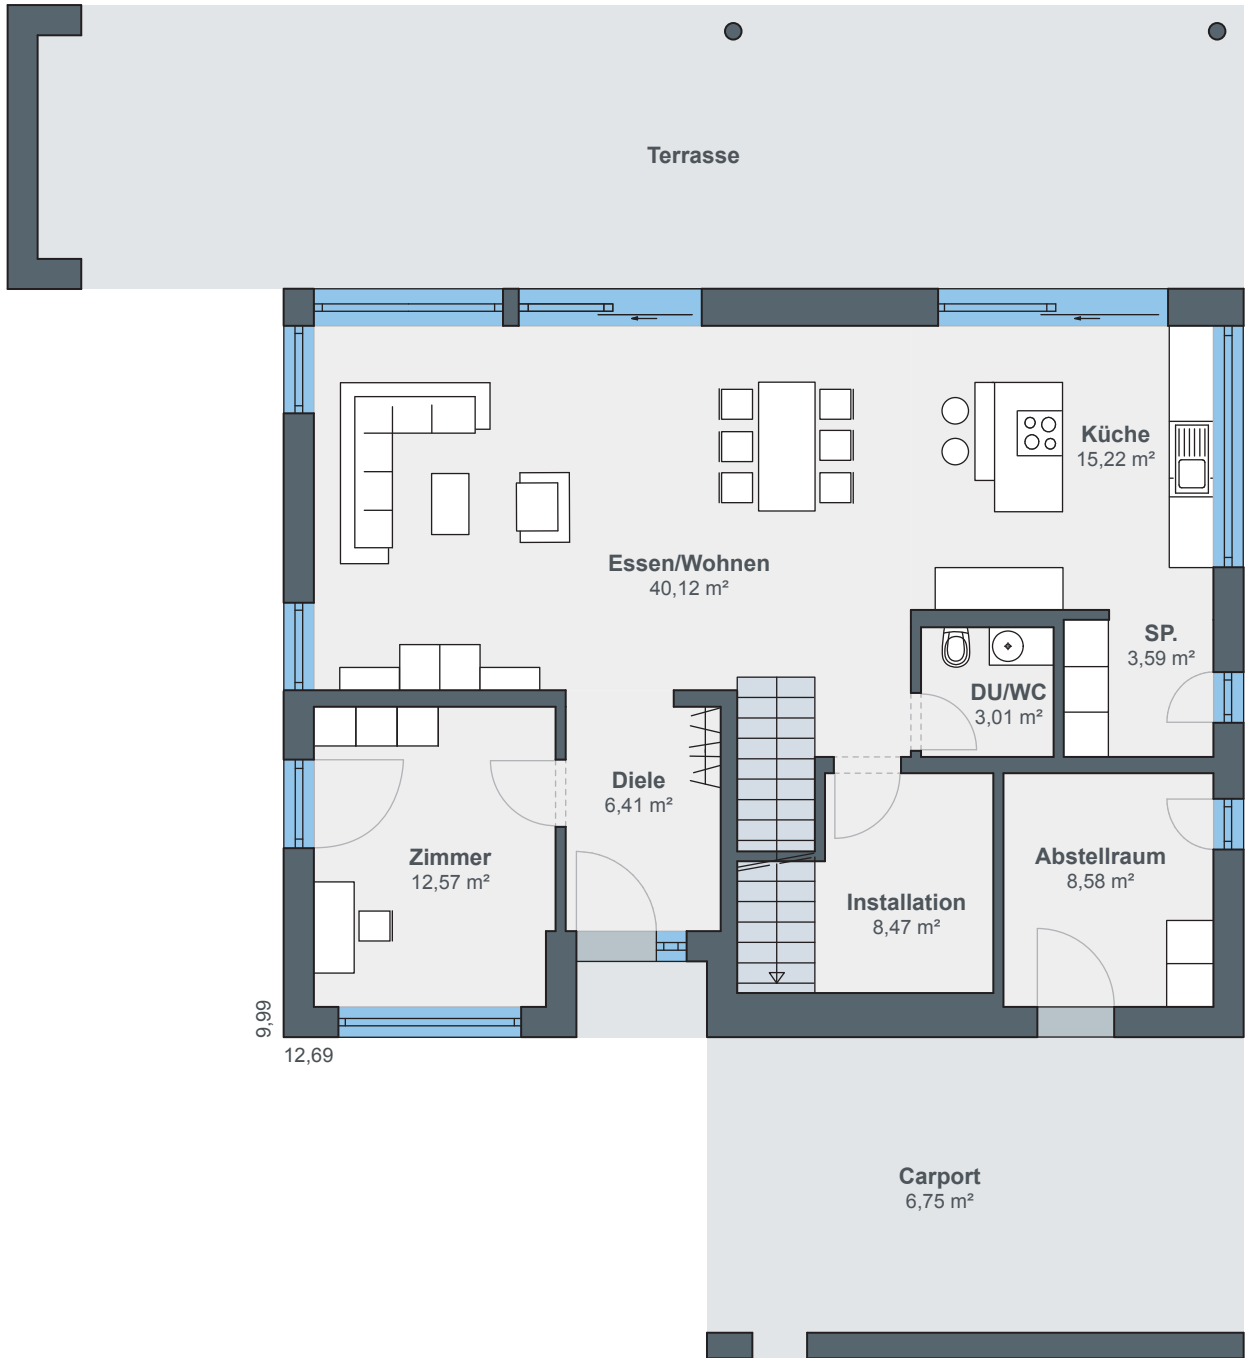 Terrasse
Küche
15,22 m²
Essen/Wohnen
40,12 m²
SP.
3,59 m²
DU/WC
3,01 m²
Diele
6,41 m²
Zimmer
12,57 m²
Abstellraum
8,58 m²
Installation
8,47 m²
9,99
12,69
Carport
6,75 m²